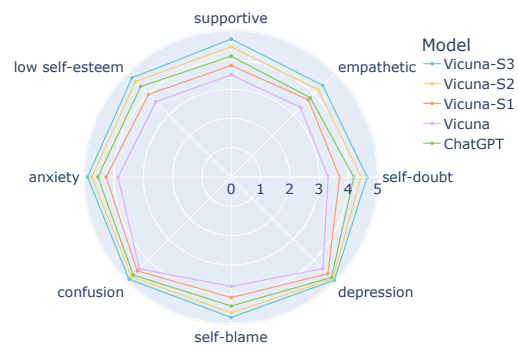 supportive
Model
low self-esteem
empathetic
Vicuna-S3
Vicuna-S2
Vicuna-S1
Vicuna
ChatGPT
anxiety
0 1 2 3 4 5
self-doubt
confusion
depression
self-blame